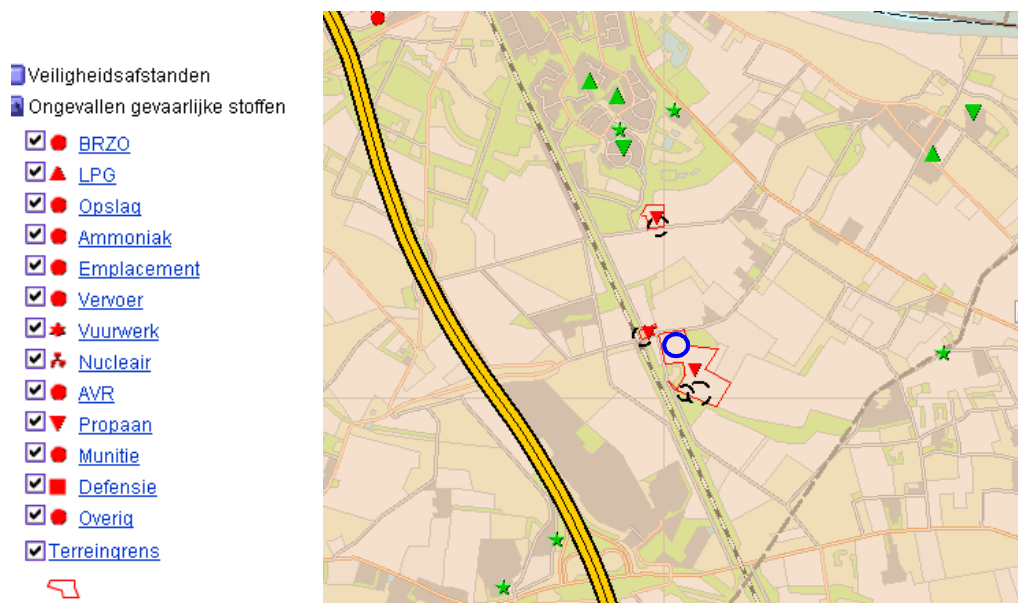 Veiligheidsafstanden
Ongevallen gevaarlijke stoffen
BRZO
LPG
Opslag
Ammoniak
Emplacement
Vervoer
Vuurwerk
Nucleair
AVR
Propaan
Munitie
Defensie
Overig
Terreingrens